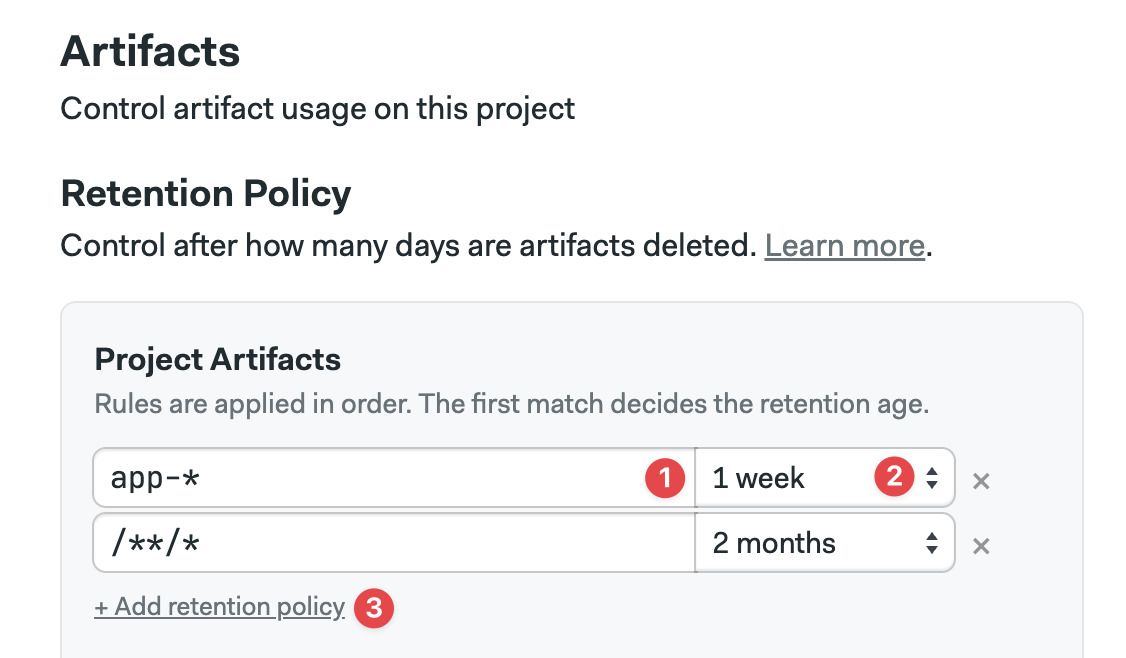 Artifacts
Control artifact usage on this project
Retention Policy
Control after how many days are artifacts deleted. Learn more.
Project Artifacts
Rules are applied in order. The first match decides the retention age.
app-* 1 1 week 2 ×
/**/* 2 months ×
+ Add retention policy 3